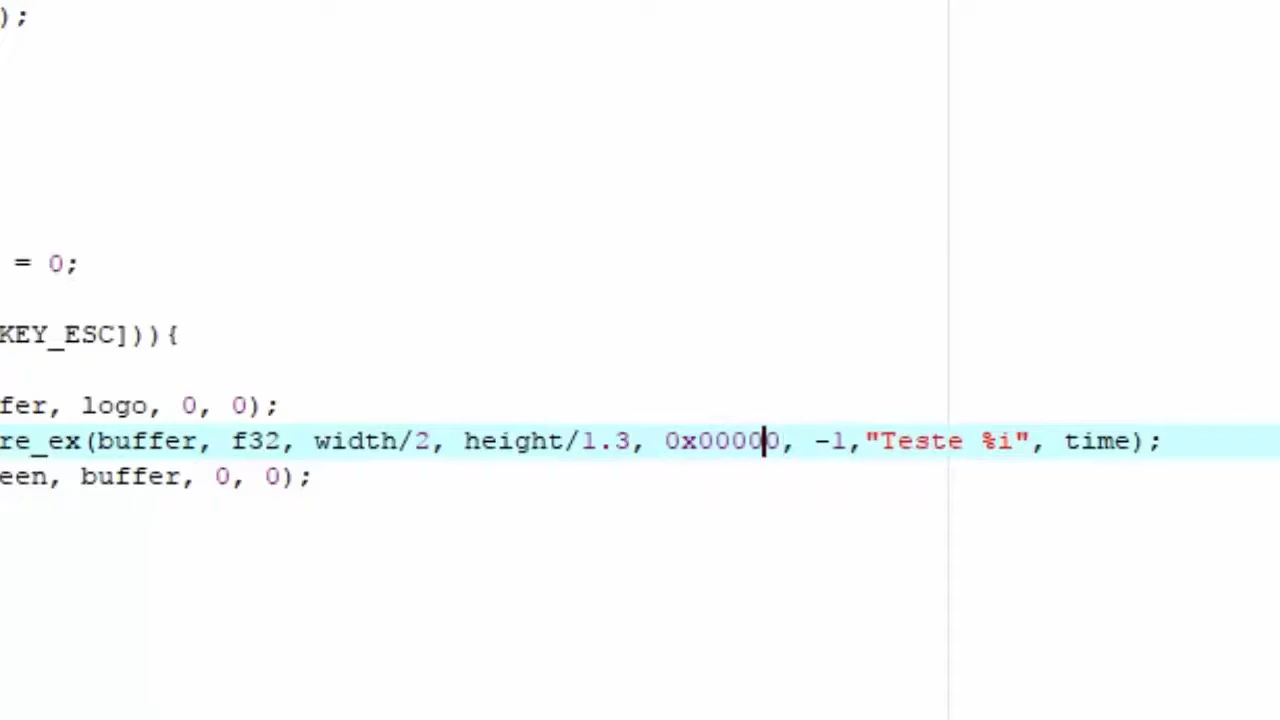 );
= 0;
KEY_ESC])){
fer, logo, 0, 0);
re_ex(buffer, f32, width/2, height/1.3, 0x00000, -1,"Teste %i", time);
een, buffer, 0, 0);